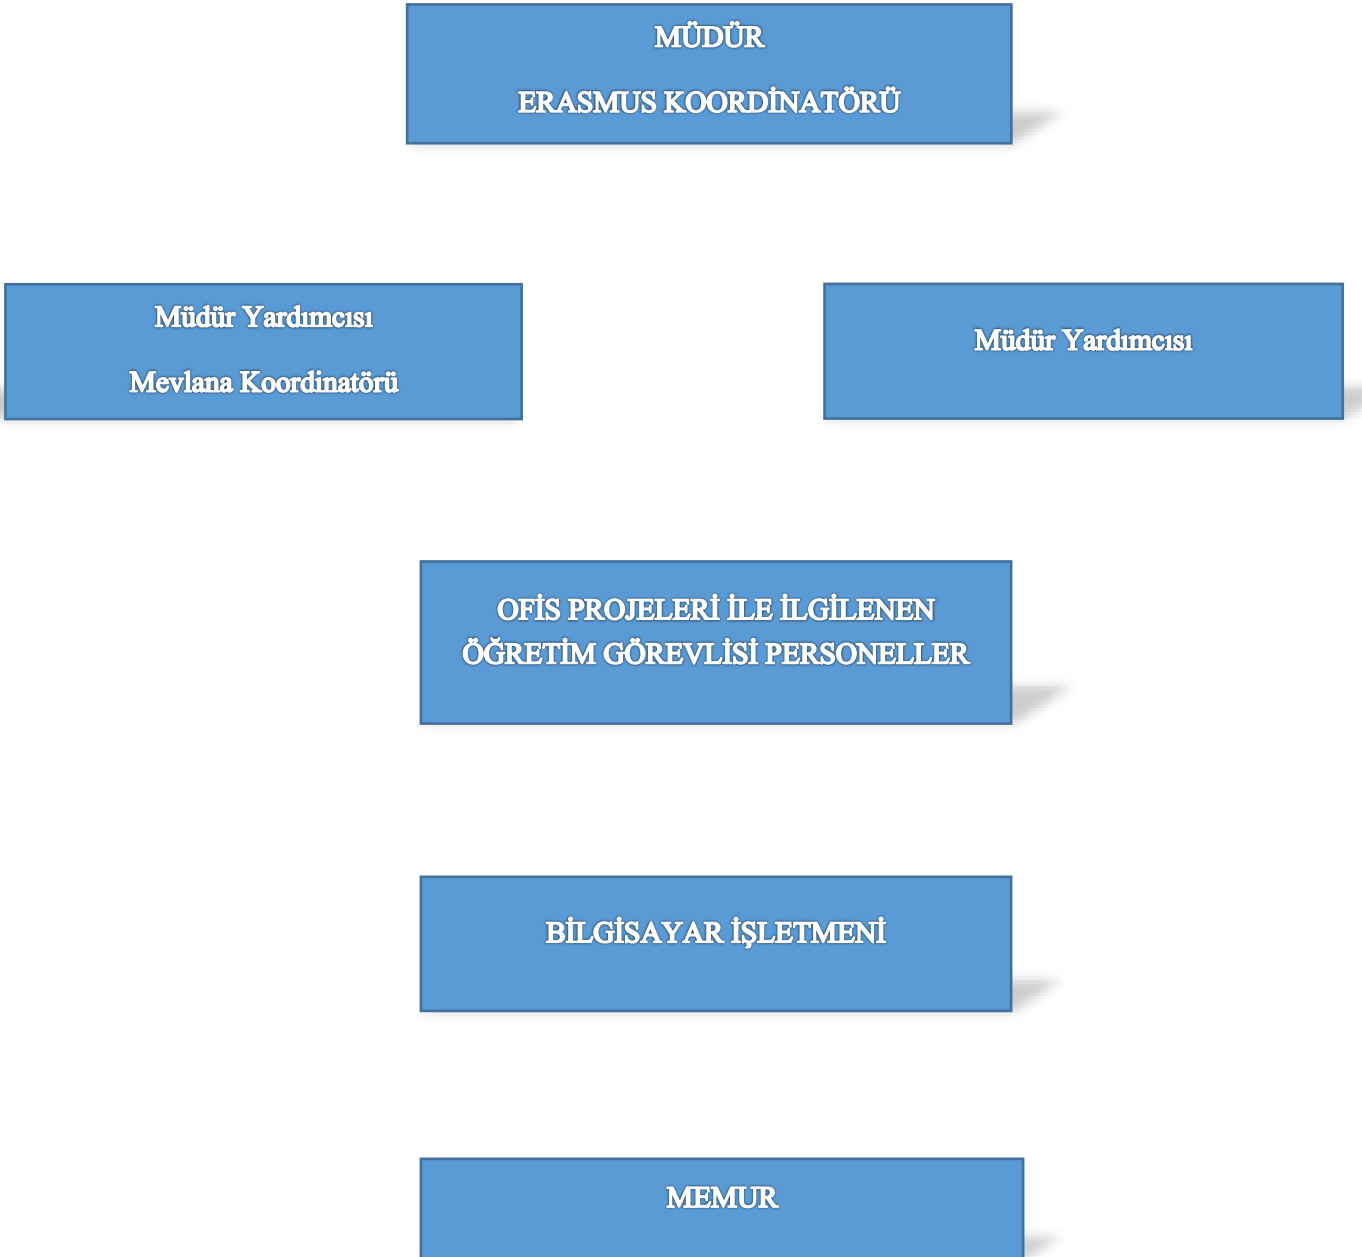 MÜDÜR
ERASMUS KOORDİNATÖRÜ
Müdür Yardımcısı
Mevlana Koordinatörü
Müdür Yardımcısı
OFİS PROJELERİ İLE İLGİLENEN
ÖĞRETİM GÖREVLİSİ PERSONELLER
BİLGİSAYAR İŞLETMENİ
MEMUR